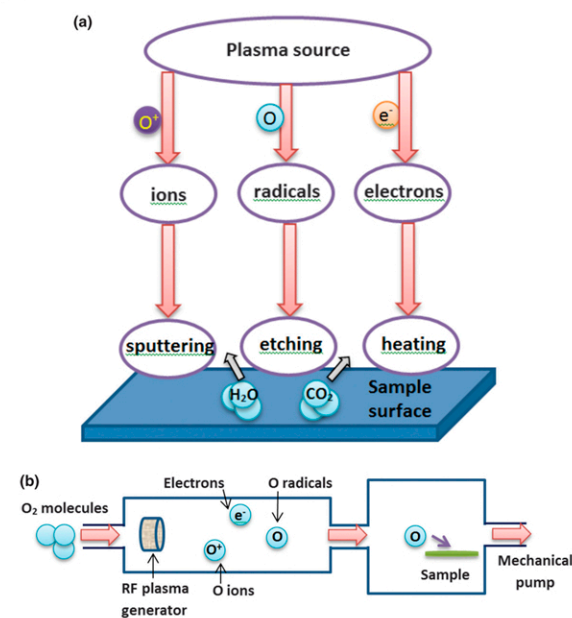 (a)
Plasma source
O⁺
O
e⁻
ions
radicals
electrons
sputtering
etching
heating
H₂O
CO₂
Sample
surface
(b)
Electrons
O radicals
O₂ molecules
e⁻
O⁺
O
O
RF plasma
generator
O ions
Sample
Mechanical
pump